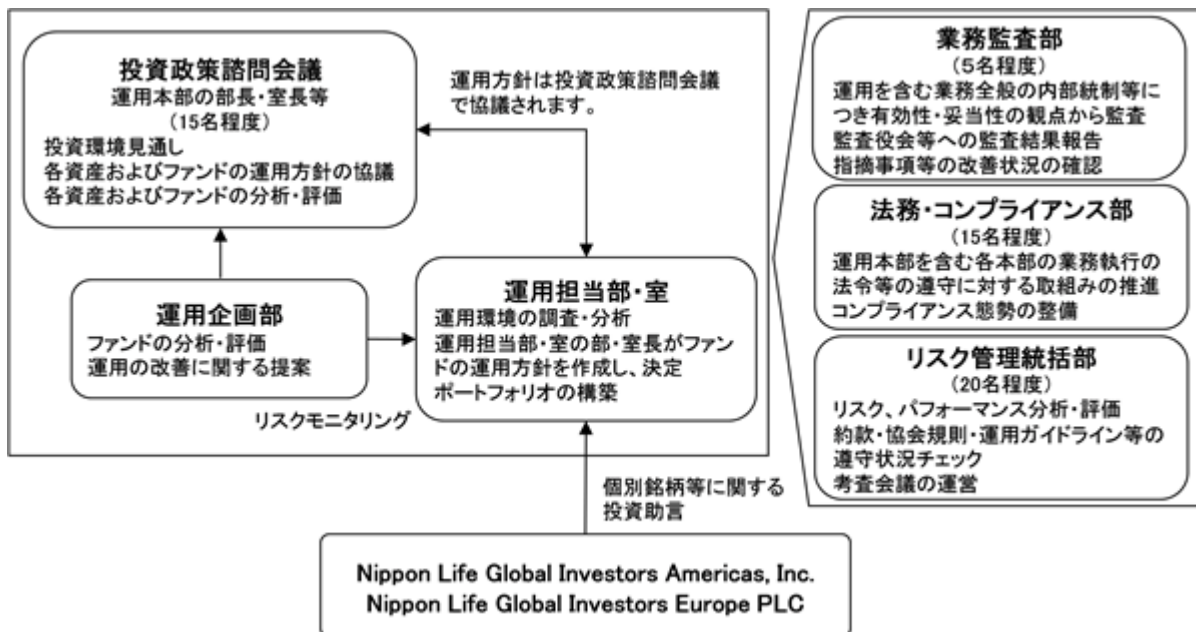 投資政策諮問会議
運用本部の部長・室長等
(15名程度)
投資環境見通し
各資産およびファンドの運用方針の協議
各資産およびファンドの分析・評価
運用方針は投資政策諮問会議
で協議されます。
運用企画部
ファンドの分析・評価
運用の改善に関する提案
リスクモニタリング
運用担当部・室
運用環境の調査・分析
運用担当部・室の部・室長がファン
ドの運用方針を作成し、決定
ポートフォリオの構築
個別銘柄等に関する
投資助言
Nippon Life Global Investors Americas, Inc.
Nippon Life Global Investors Europe PLC
業務監査部
(5名程度)
運用を含む業務全般の内部統制等に
つき有効性・妥当性の観点から監査
監査役会等への監査結果報告
指摘事項等の改善状況の確認
法務・コンプライアンス部
(15名程度)
運用本部を含む各本部の業務執行の
法令等の遵守に対する取組みの推進
コンプライアンス態勢の整備
リスク管理統括部
(20名程度)
リスク、パフォーマンス分析・評価
約款・協会規則・運用ガイドライン等の
遵守状況チェック
考査会議の運営